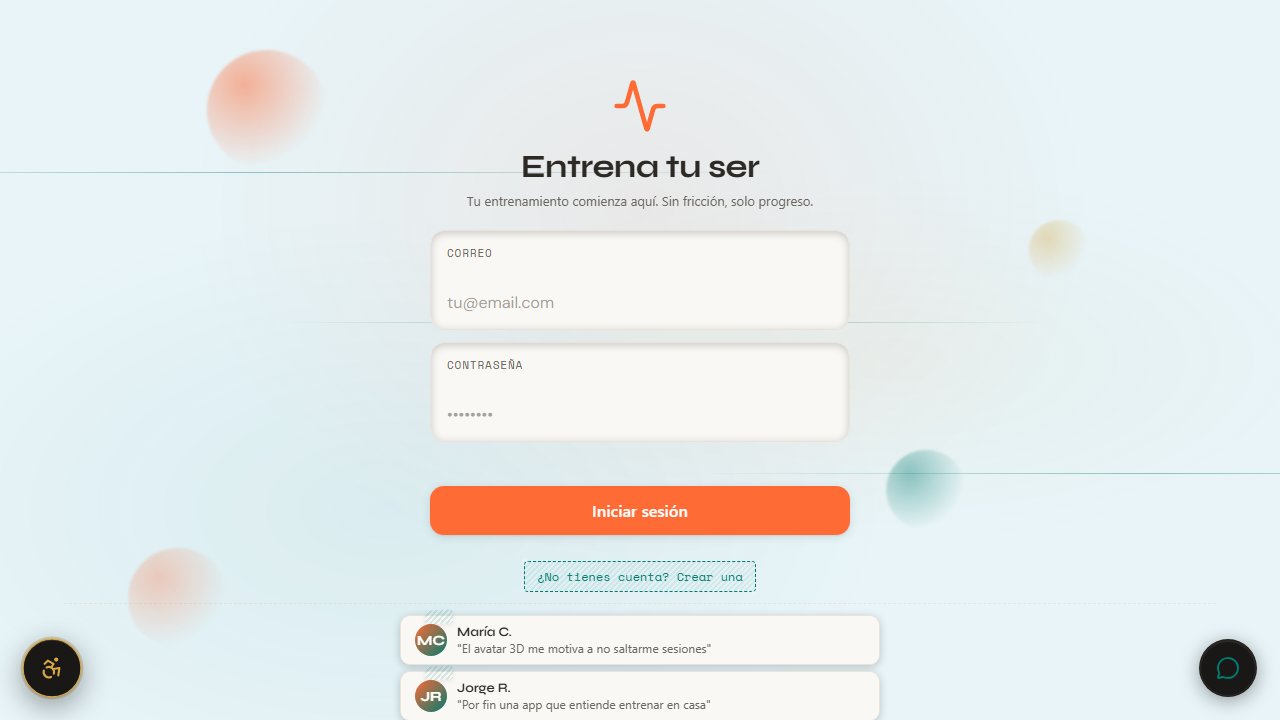 Entrena tu ser
Tu entrenamiento comienza aquí. Sin fricción, solo progreso.
CORREO
tu@email.com
CONTRASEÑA
••••••••
Iniciar sesión
¿No tienes cuenta? Crear una
MC
María C.
"El avatar 3D me motiva a no saltarme sesiones"
JR
Jorge R.
"Por fin una app que entiende entrenar en casa"